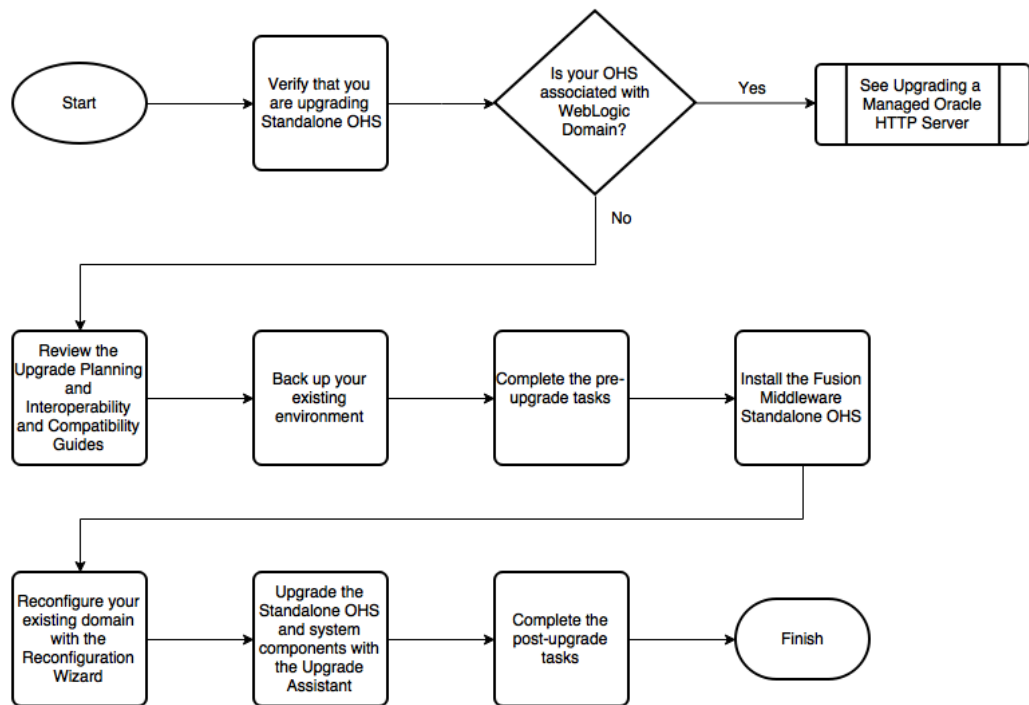 Start
Verify that you
are upgrading
Standalone OHS
Is your OHS
associated with
WebLogic
Domain?
Yes
See Upgrading a
Managed Oracle
HTTP Server
No
Review the
Upgrade Planning
and
Interoperability
and Compatibility
Guides
Back up your
existing
environment
Complete the pre-
upgrade tasks
Install the Fusion
Middleware
Standalone OHS
Reconfigure your
existing domain
with the
Reconfiguration
Wizard
Upgrade the
Standalone OHS
and system
components with
the Upgrade
Assistant
Complete the
post-upgrade
tasks
Finish